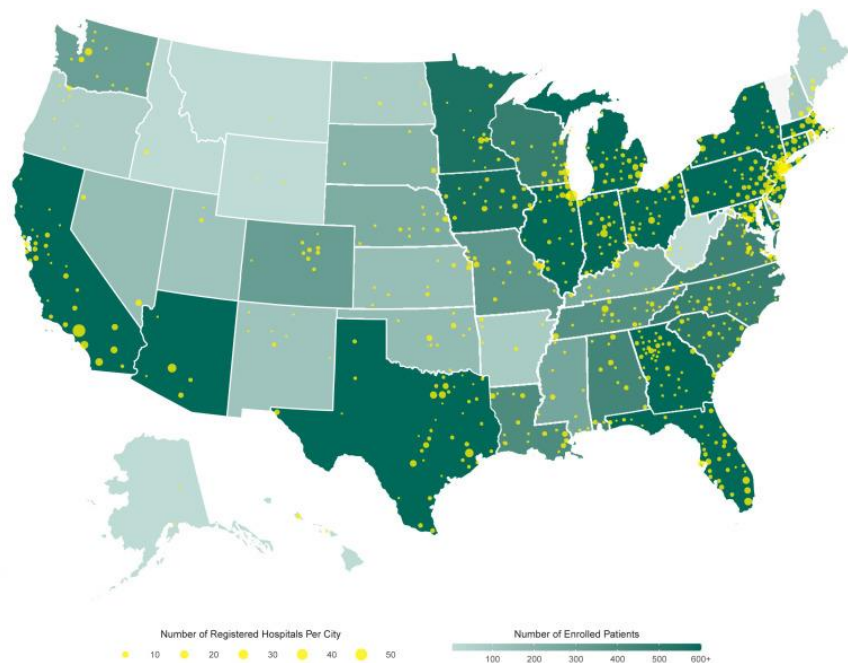 Number of Registered Hospitals Per City
10 20 30 40 50
Number of Enrolled Patients
100 200 300 400 500 600+